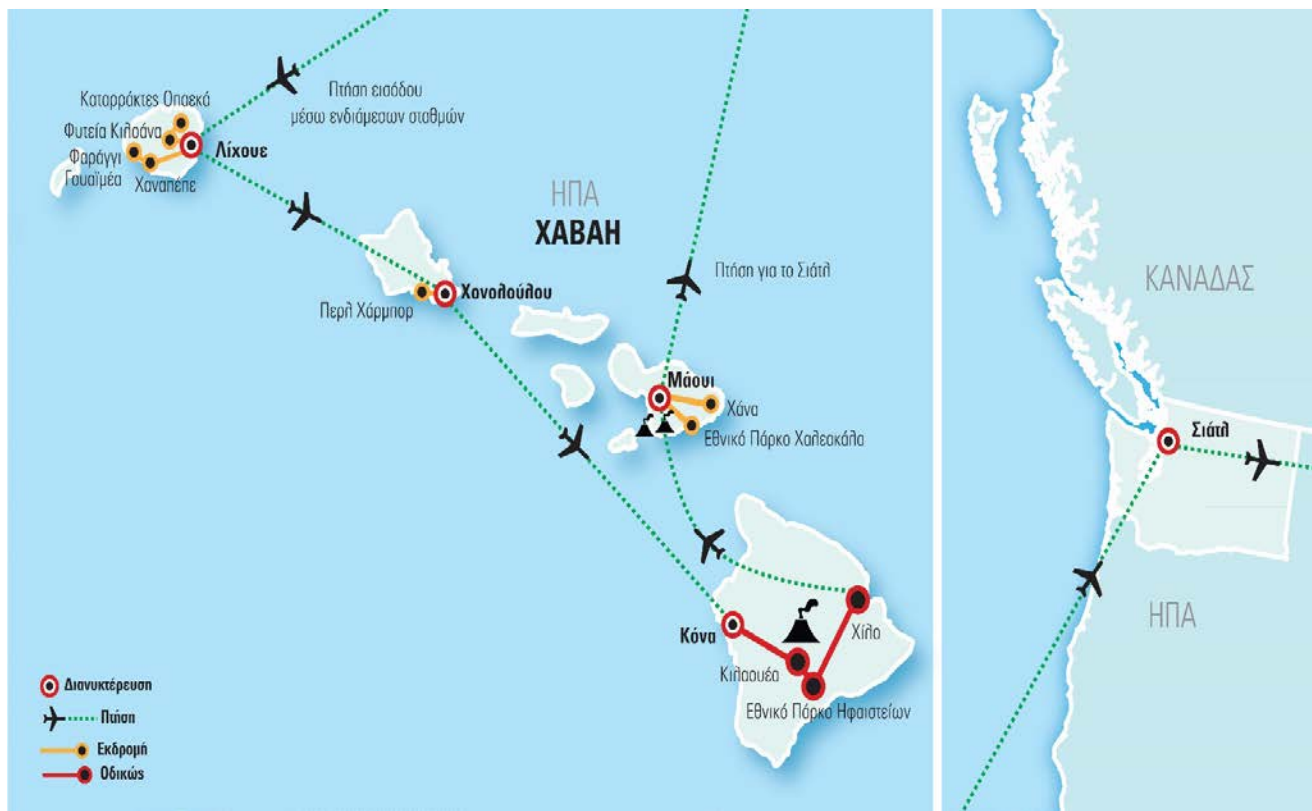 Καταρράκτες Οπαεκά
Φυτεία Κιλοάνα
Φαράγγι
Γουαϊμέα
Χαναπέπε
Λίχουε
Πτήση εισόδου
μέσω ενδιάμεσων σταθμών
ΗΠΑ
ΧΑΒΑΗ
Χονολούλου
Περλ Χάρμπορ
Πτήση για το Σιάτλ
Μάουι
Χάνα
Εθνικό Πάρκο Χαλεακάλα
Κόνα
Χίλο
Κιλαουέα
Εθνικό Πάρκο Ηφαιστείων
Διανυκτέρευση
Πτήση
Εκδρομή
Οδικώς
ΚΑΝΑΔΑΣ
Σιάτλ
ΗΠΑ